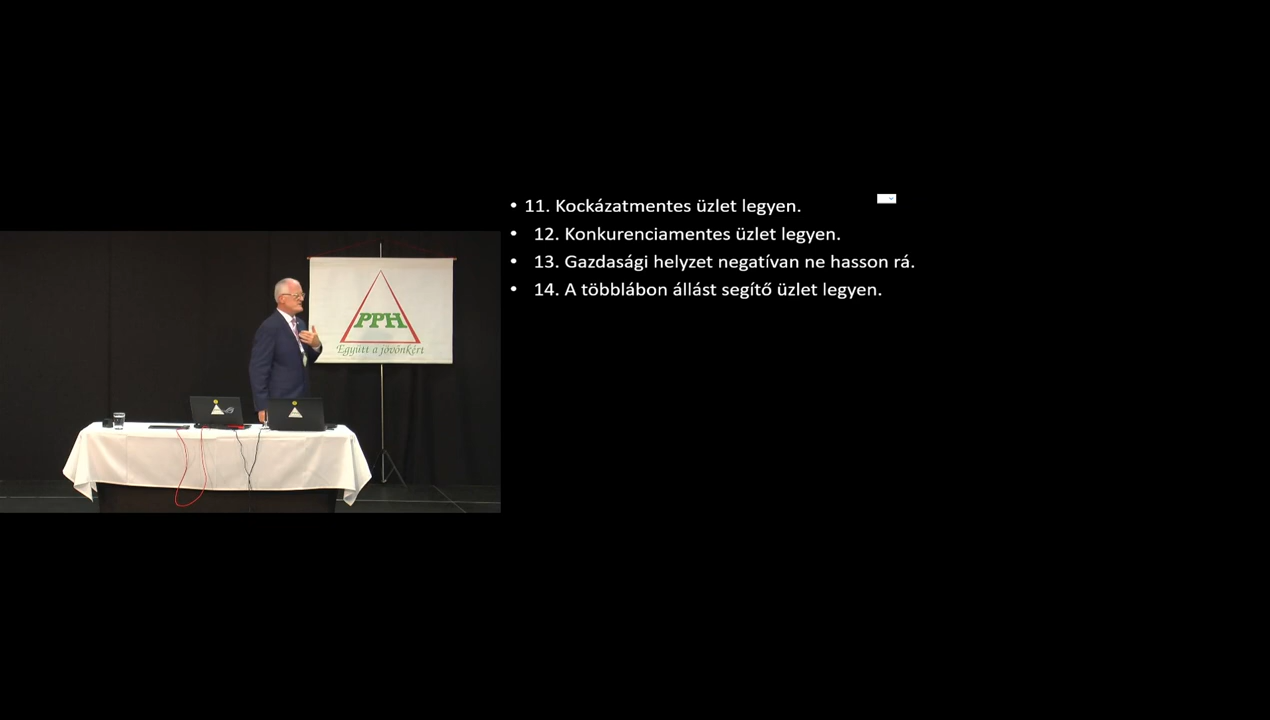 • 11. Kockázatmentes üzlet legyen.
• 12. Konkurenciamentes üzlet legyen.
• 13. Gazdasági helyzet negatívan ne hasson rá.
• 14. A többlábon állást segítő üzlet legyen.
PPH
Együtt a jövőnkért